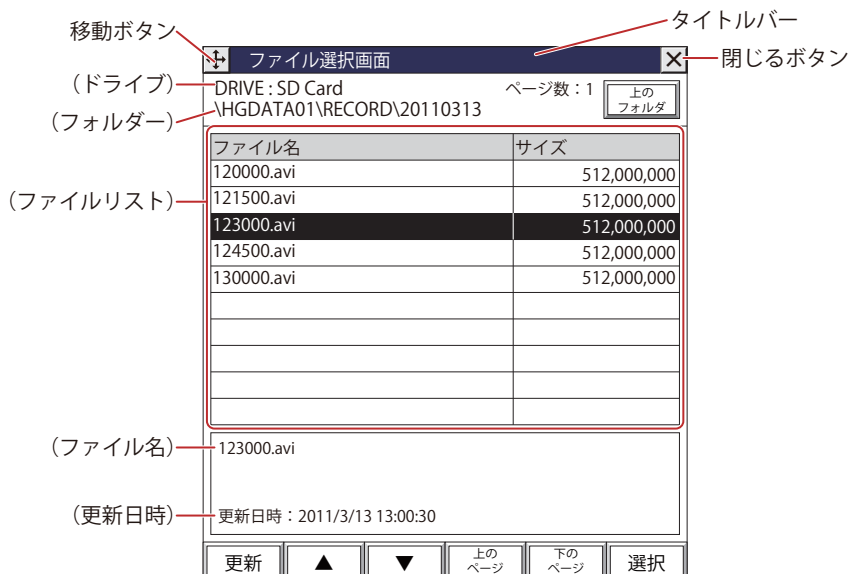 移動ボタン
タイトルバー
ファイル選択画面
閉じるボタン
(ドライブ)
DRIVE : SD Card
ページ数：1
上の
フォルダ
(フォルダー)
\HGDATA01\RECORD\20110313
ファイル名 サイズ
120000.avi 512,000,000
(ファイルリスト)
121500.avi 512,000,000
123000.avi 512,000,000
124500.avi 512,000,000
130000.avi 512,000,000
(ファイル名)
123000.avi
(更新日時)
更新日時：2011/3/13 13:00:30
更新
▲
▼
上の
ページ
下の
ページ
選択